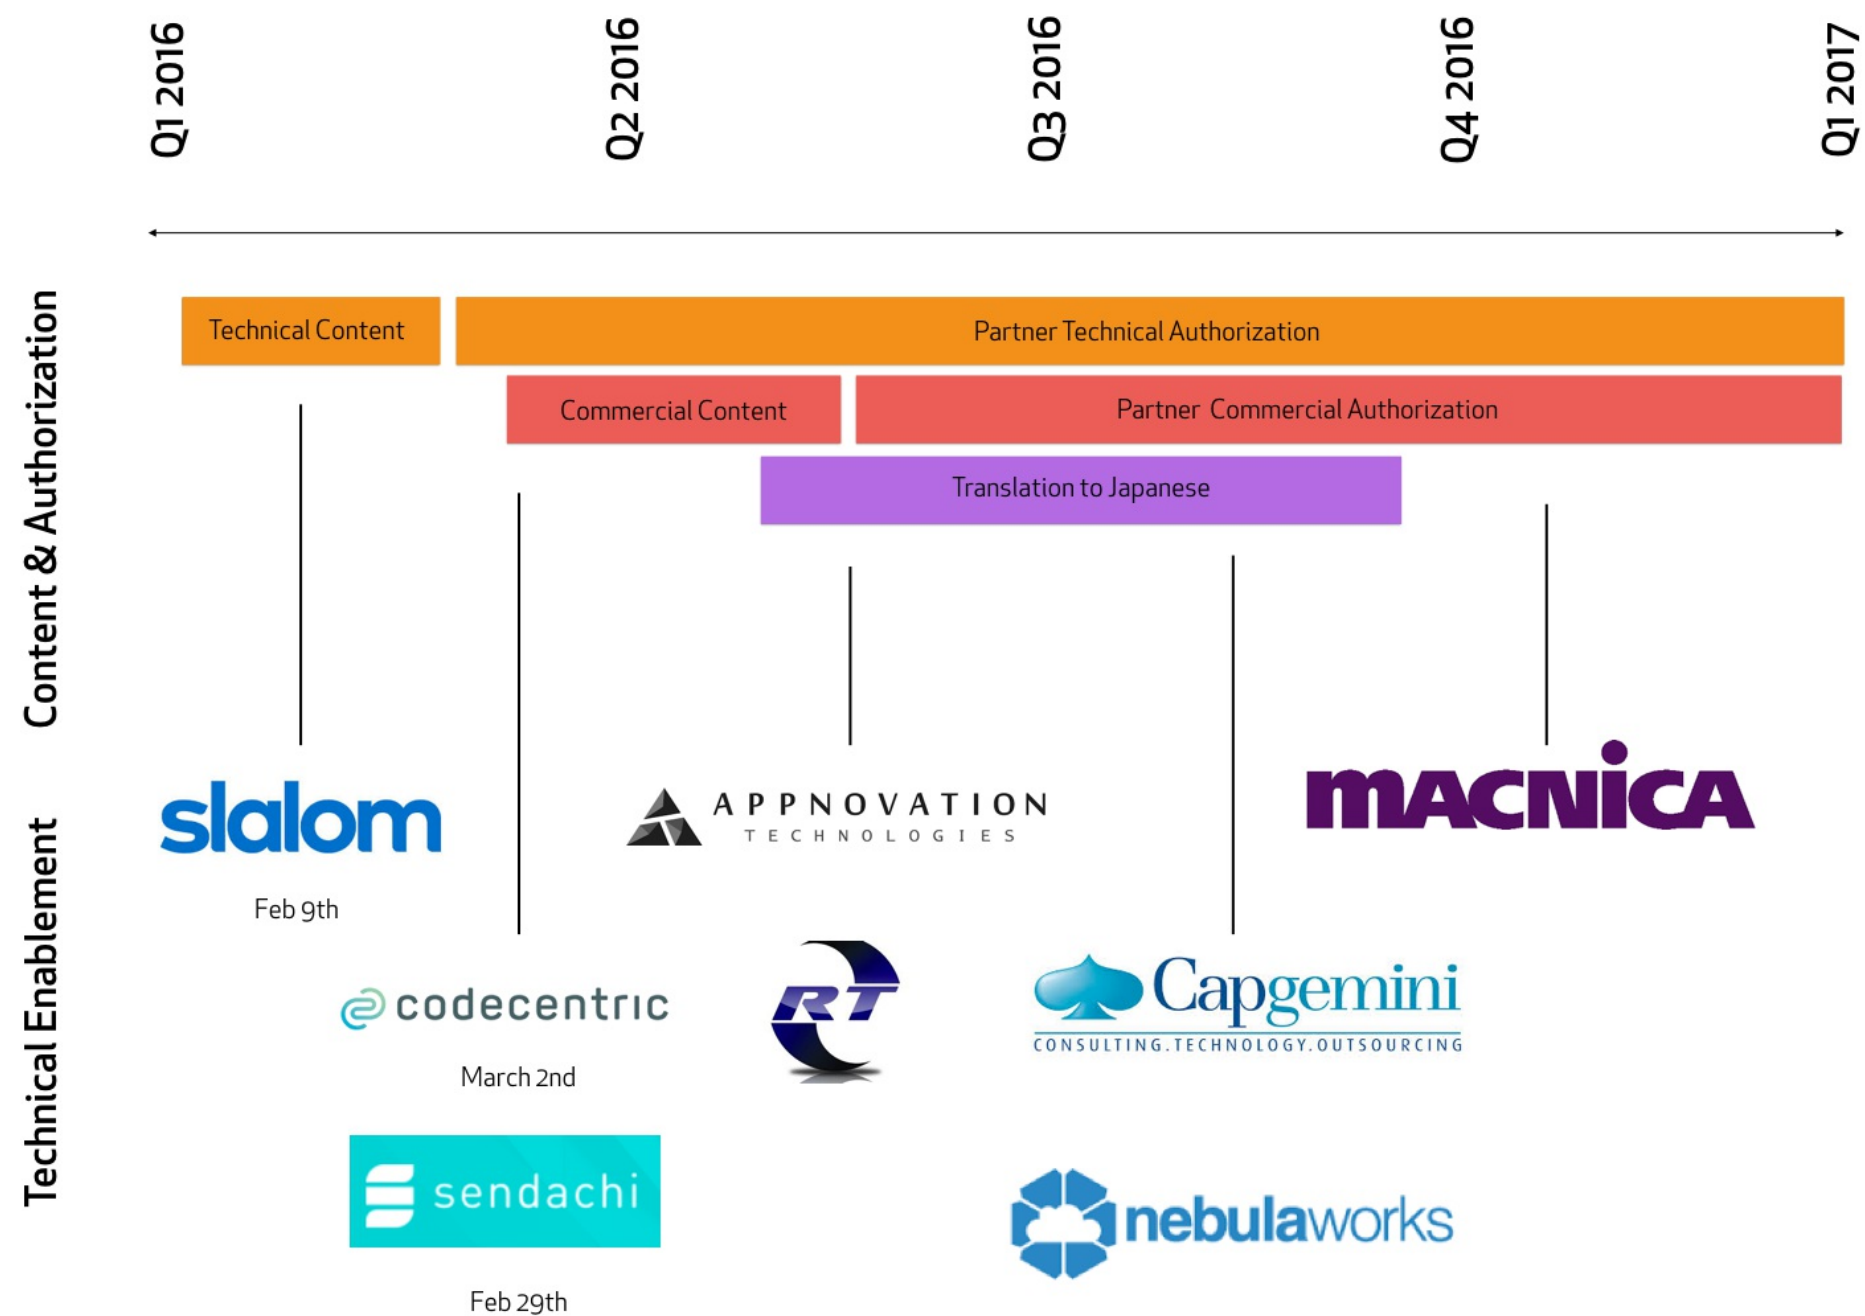 Q1 2016
Q2 2016
Q3 2016
Q4 2016
Q1 2017
Content & Authorization
Technical Content
Partner Technical Authorization
Commercial Content
Partner Commercial Authorization
Translation to Japanese
Technical Enablement
slalom
Feb 9th
APPNOVATION
TECHNOLOGIES
MACNiCA
codecentric
March 2nd
RT
Capgemini
CONSULTING.TECHNOLOGY.OUTSOURCING
sendachi
Feb 29th
nebulaworks